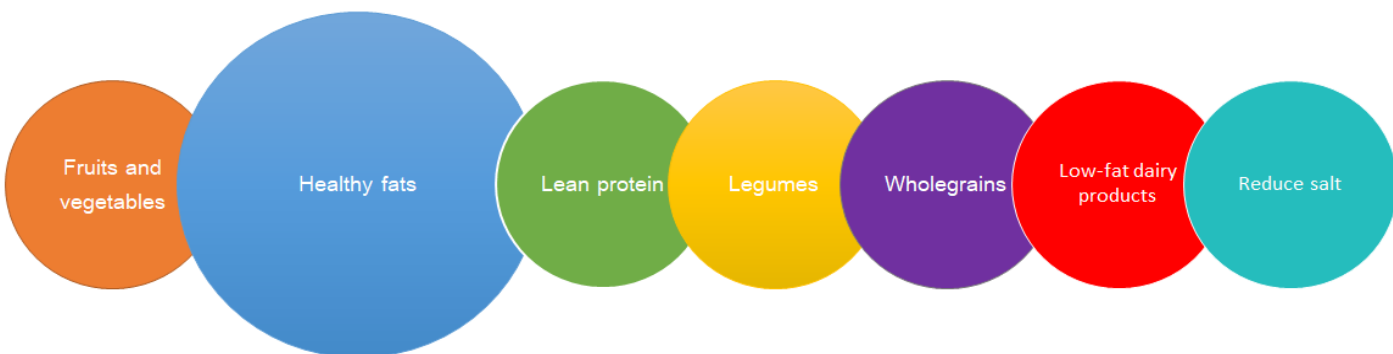 Fruits and
vegetables
Healthy fats
Lean protein
Legumes
Wholegrains
Low-fat dairy
products
Reduce salt